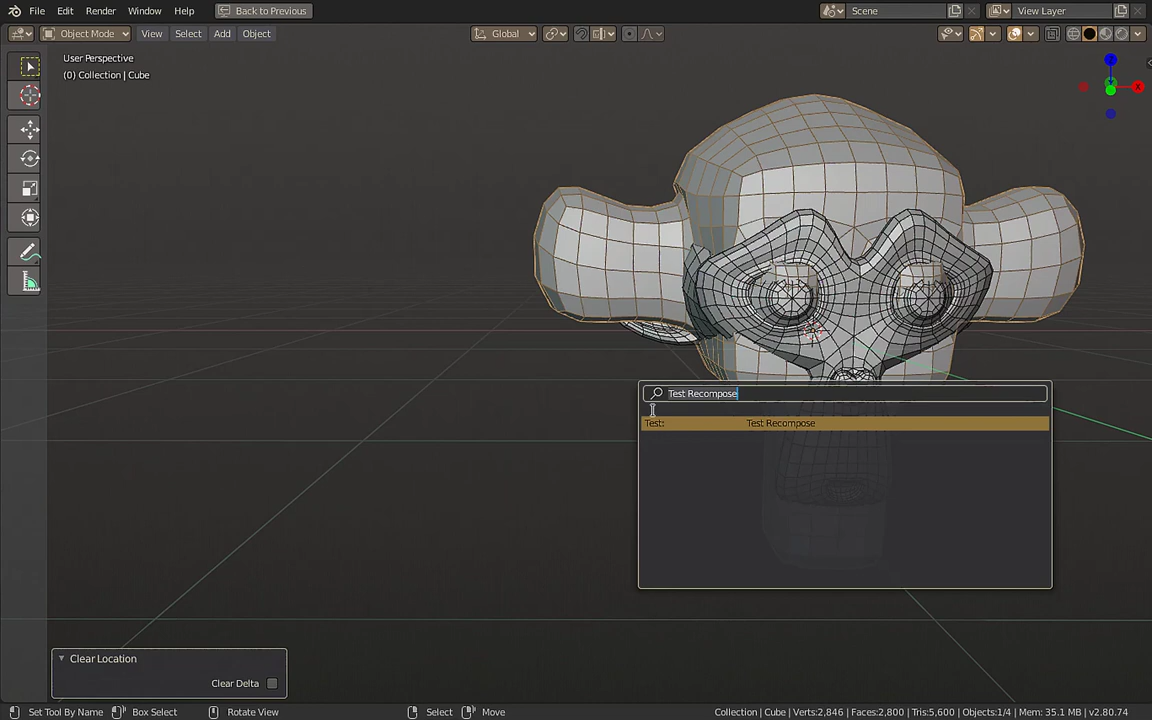 File Edit Render Window Help Back to Previous Scene View Layer
Object Mode View Select Add Object Global
User Perspective
(0) Collection | Cube
Z
X
Test Recompose
Test: Test Recompose
Clear Location
Clear Delta
Set Tool By Name Box Select Rotate View Select Move Collection | Cube | Verts:2,846 | Faces:2,800 | Tris:5,600 | Objects:1/4 | Mem: 35.1 MB | v2.80.74